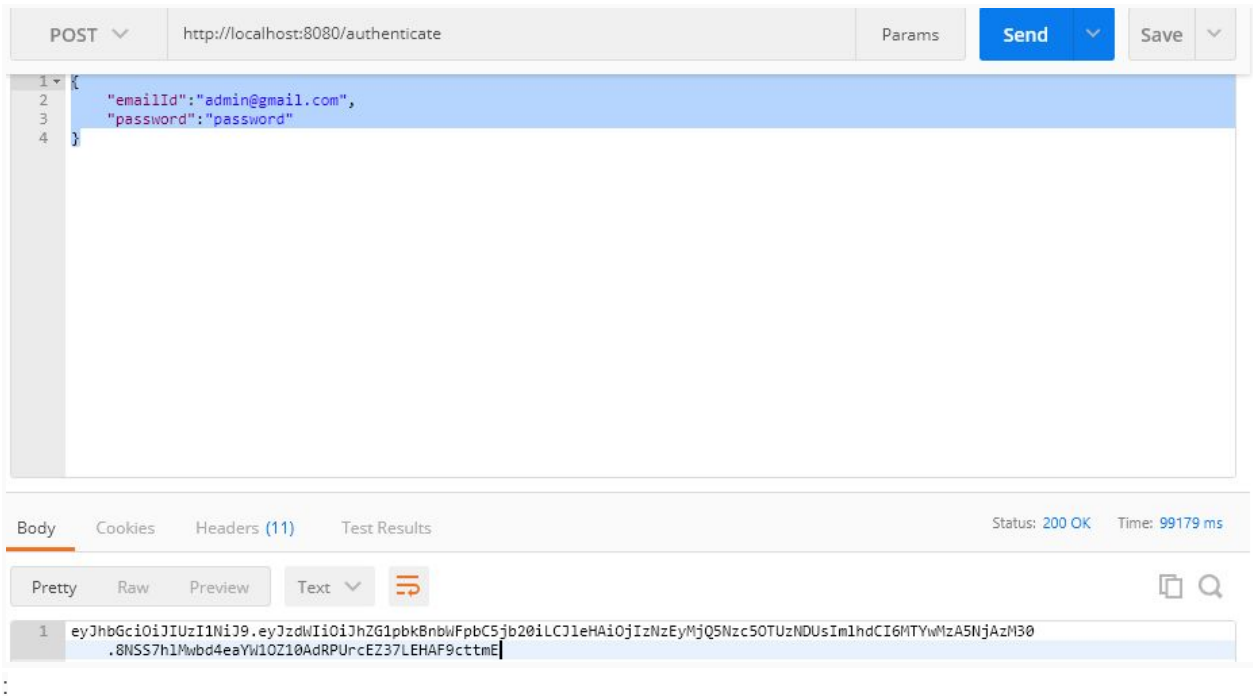 POST http://localhost:8080/authenticate Params Send Save
1 {
2 "emailId":"admin@gmail.com",
3 "password":"password"
4 }
Body Cookies Headers (11) Test Results Status: 200 OK Time: 99179 ms
Pretty Raw Preview Text
1 eyJhbGciOiJIUzI1NiJ9.eyJzdWIiOiJhZG1pbkBnbWFpbC5jb20iLCJleHAiOjIzNzEyMjQ5Nzc5OTUzNDUsImlhdCI6MTYwMzA5NjAzM30
.8NSS7hlMwbd4eaYW1OZ10AdRPUrcEZ37LEHAF9cttmE
: